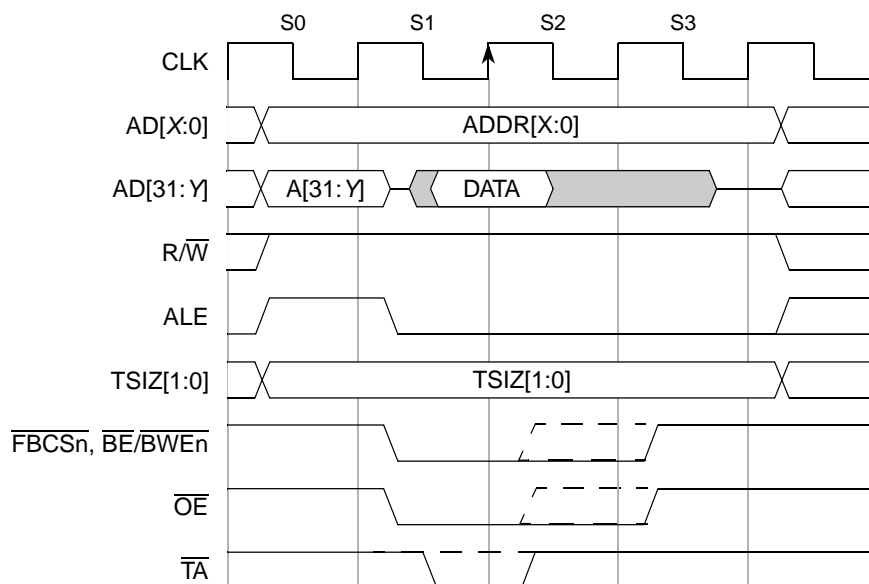 S0 S1 S2 S3
CLK
AD[X:0] ADDR[X:0]
AD[31:Y] A[31:Y] DATA
R/W
ALE
TSIZ[1:0] TSIZ[1:0]
FBCSn, BE/BWEn
OE
TA